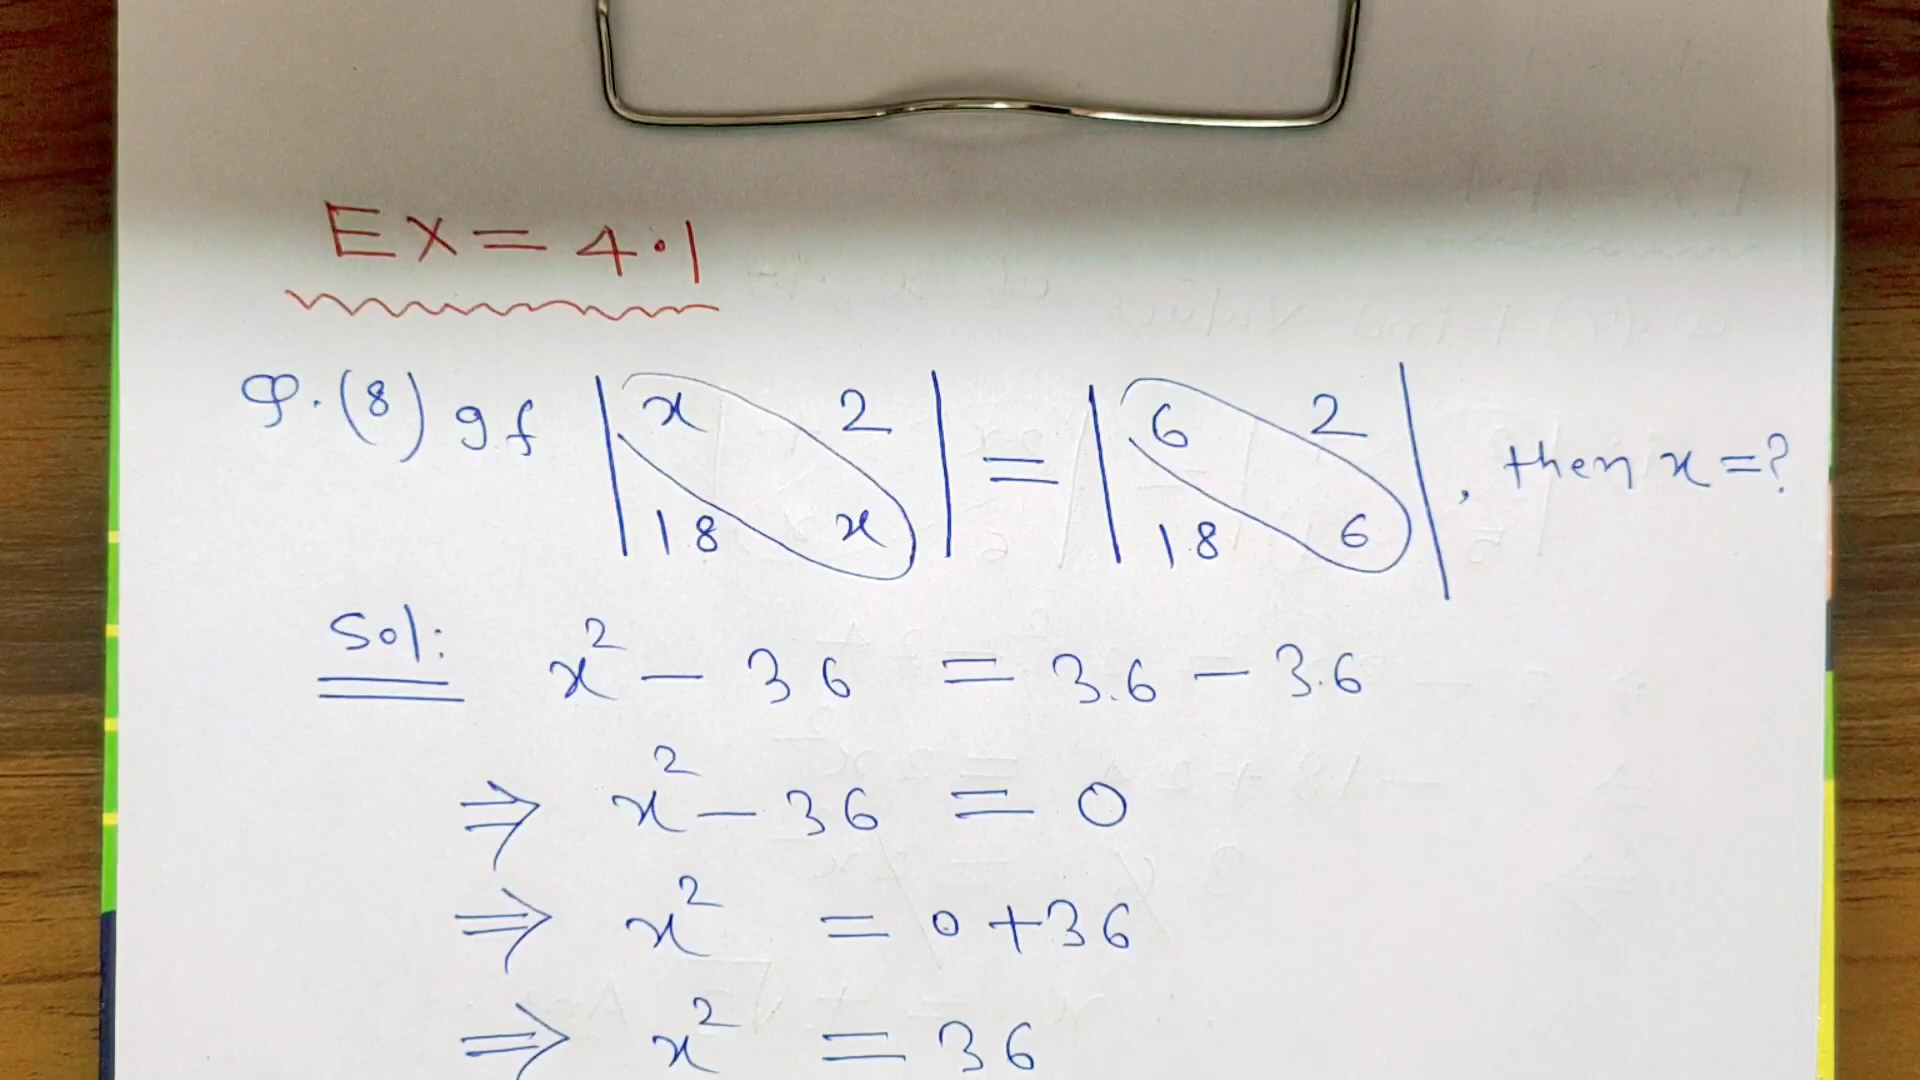 EX = 4.1
Q.(8) If | x 2 | = | 6 2 | , then x = ?
| 18 x | | 18 6 |
Sol: x² - 36 = 36 - 36
⇒ x² - 36 = 0
⇒ x² = 0 + 36
⇒ x² = 36